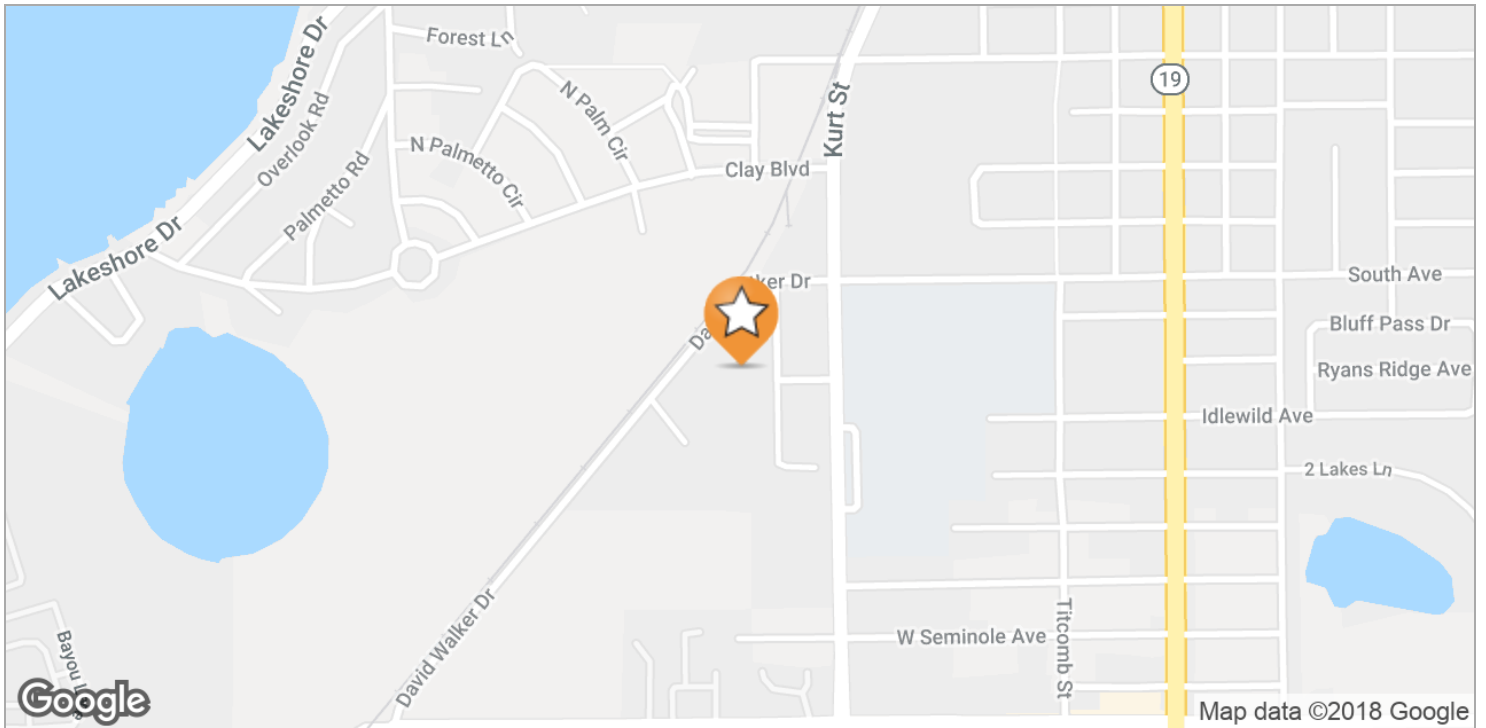 Forest Ln
Lakeshore Dr
Overlook Rd
N Palm Cir
19
Kurt St
N Palmetto Cir
Palmetto Rd
Clay Blvd
Lakeshore Dr
ker Dr
South Ave
Da
Bluff Pass Dr
Ryans Ridge Ave
Idlewild Ave
2 Lakes Ln
David Walker Dr
Titcomb St
W Seminole Ave
Bayou
Google
Map data ©2018 Google